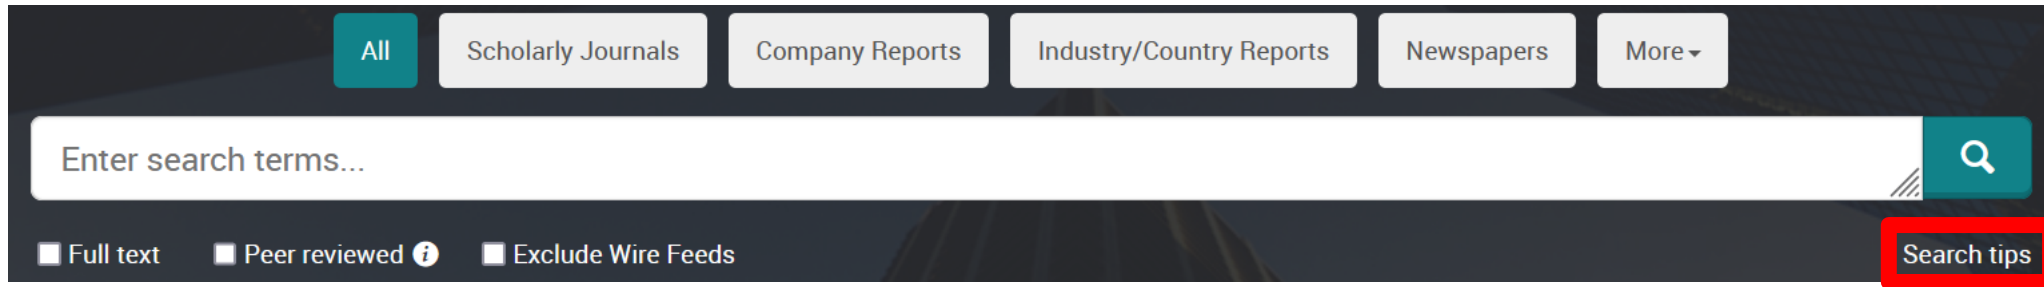 All Scholarly Journals Company Reports Industry/Country Reports Newspapers More
Enter search terms...
Full text Peer reviewed i Exclude Wire Feeds Search tips